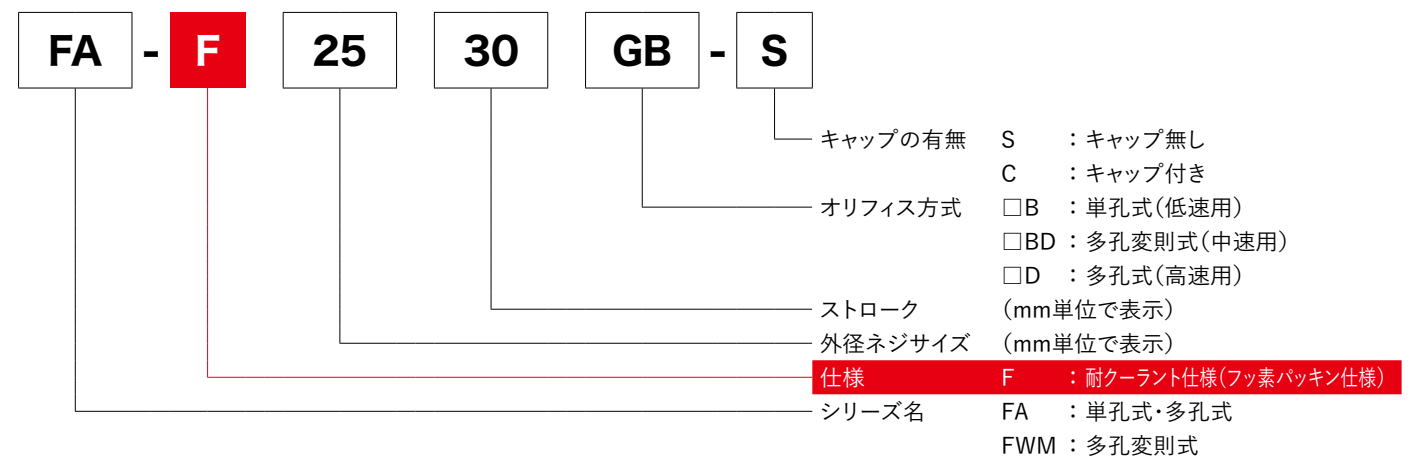 FA - F 25 30 GB - S
キャップの有無 S ：キャップ無し
C ：キャップ付き
オリフィス方式 □B ：単孔式（低速用）
□BD ：多孔変則式（中速用）
□D ：多孔式（高速用）
ストローク （mm単位で表示）
外径ネジサイズ （mm単位で表示）
仕様 F ：耐クーラント仕様（フッ素パッキン仕様）
シリーズ名 FA ：単孔式・多孔式
FWM ：多孔変則式